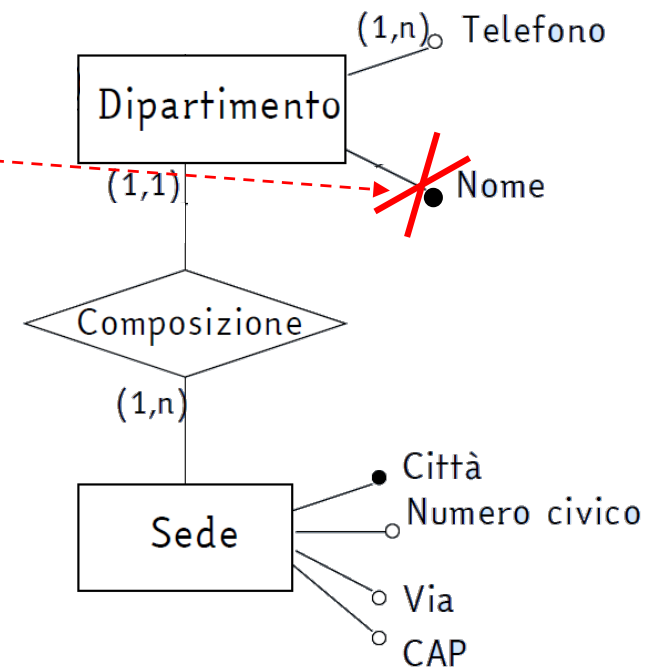 (1,n)
Telefono
Dipartimento
(1,1)
Nome
Composizione
(1,n)
Città
Numero civico
Sede
Via
CAP